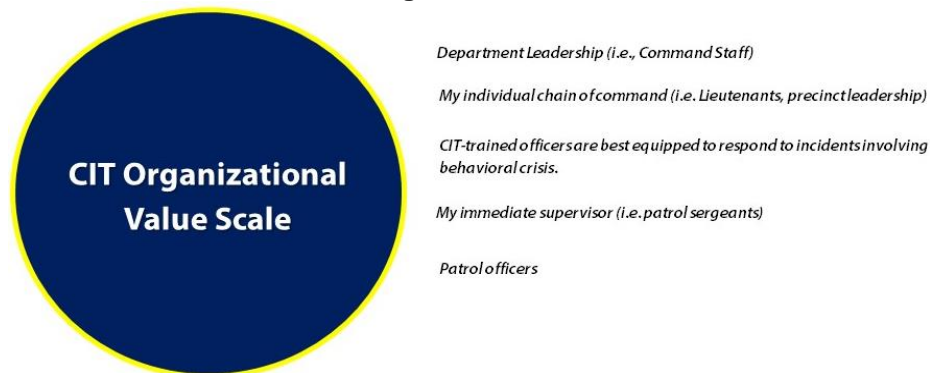 CIT Organizational
Value Scale
Department Leadership (i.e., Command Staff)
My individual chain of command (i.e. Lieutenants, precinct leadership)
CIT-trained officers are best equipped to respond to incidents involving
behavioral crisis.
My immediate supervisor (i.e. patrol sergeants)
Patrol officers